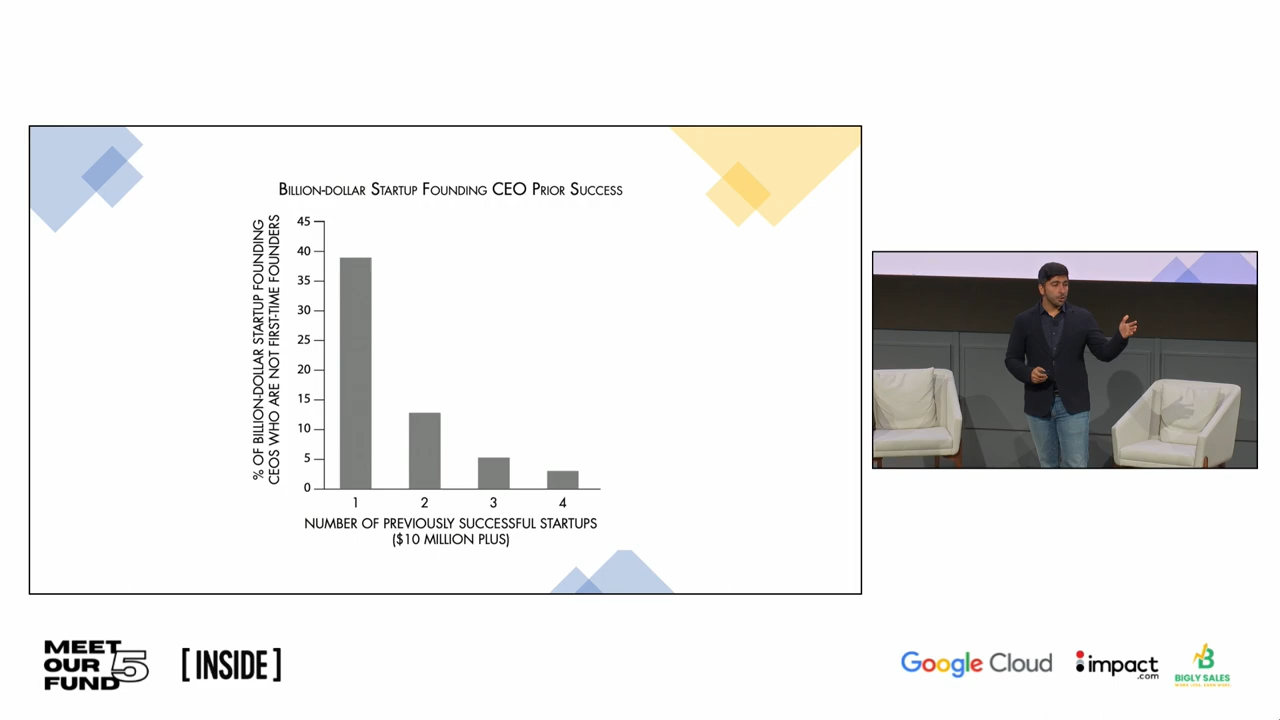 BILLION-DOLLAR STARTUP FOUNDING CEO PRIOR SUCCESS
% OF BILLION-DOLLAR STARTUP FOUNDING
CEOS WHO ARE NOT FIRST-TIME FOUNDERS
45
40
35
30
25
20
15
10
5
0
1 2 3 4
NUMBER OF PREVIOUSLY SUCCESSFUL STARTUPS
($10 MILLION PLUS)
MEET
OUR
FUND 5
[INSIDE]
Google Cloud
impact
.com
B
BIGLY SALES